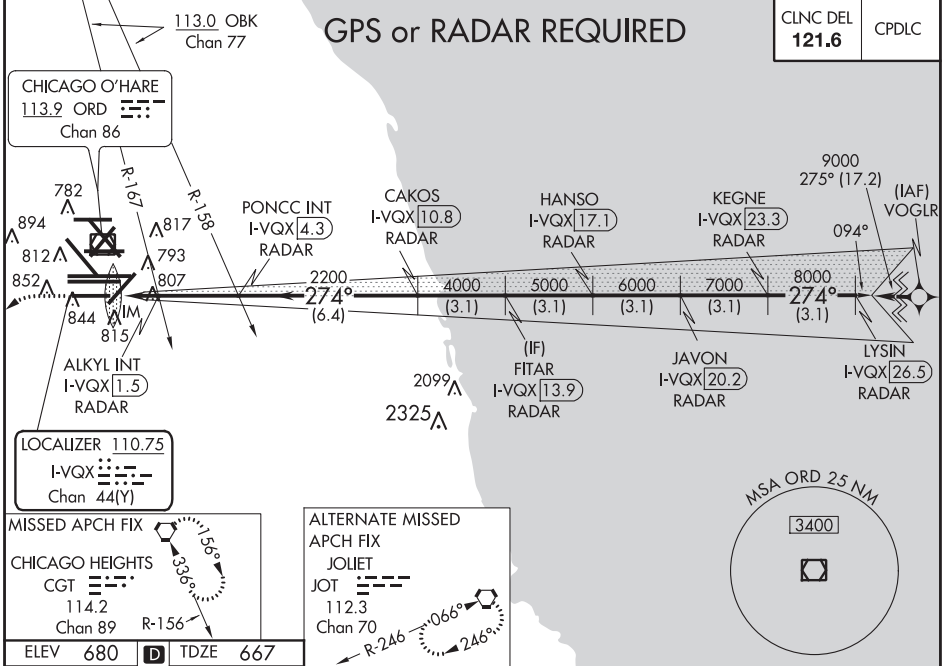 113.0 OBK
Chan 77
GPS or RADAR REQUIRED
CLNC DEL
121.6
CPDLC
CHICAGO O'HARE
113.9 ORD
Chan 86
R-167
R-158
782
894
812
852
844
815
817
793
807
IM
PONCC INT
I-VQX 4.3
RADAR
CAKOS
I-VQX 10.8
RADAR
HANSO
I-VQX 17.1
RADAR
KEGNE
I-VQX 23.3
RADAR
9000
275° (17.2)
094°
(IAF)
VOGLR
2200
274°
(6.4)
4000
(3.1)
5000
(3.1)
6000
(3.1)
7000
(3.1)
8000
274°
(3.1)
ALKYL INT
I-VQX 1.5
RADAR
(IF)
FITAR
I-VQX 13.9
RADAR
JAVON
I-VQX 20.2
RADAR
LYSIN
I-VQX 26.5
RADAR
2099
2325
LOCALIZER 110.75
I-VQX
Chan 44(Y)
MISSED APCH FIX
CHICAGO HEIGHTS
CGT
114.2
Chan 89
156°
336°
R-156
ALTERNATE MISSED
APCH FIX
JOLIET
JOT
112.3
Chan 70
R-246
066°
246°
MSA ORD 25 NM
3400
ELEV 680 D TDZE 667